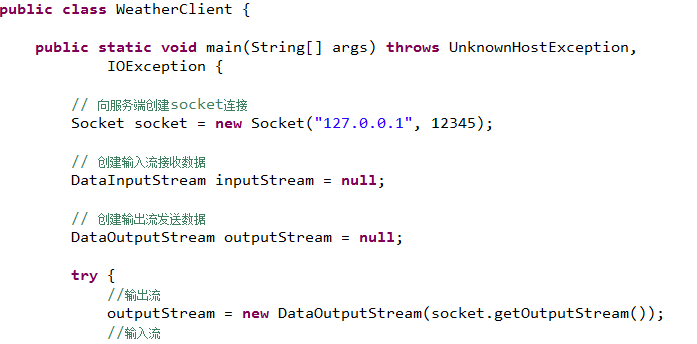 public class WeatherClient {
public static void main(String[] args) throws UnknownHostException,
IOException {
// 向服务端创建socket连接
Socket socket = new Socket("127.0.0.1", 12345);
// 创建输入流接收数据
DataInputStream inputStream = null;
// 创建输出流发送数据
DataOutputStream outputStream = null;
try {
//输出流
outputStream = new DataOutputStream(socket.getOutputStream());
//输入流